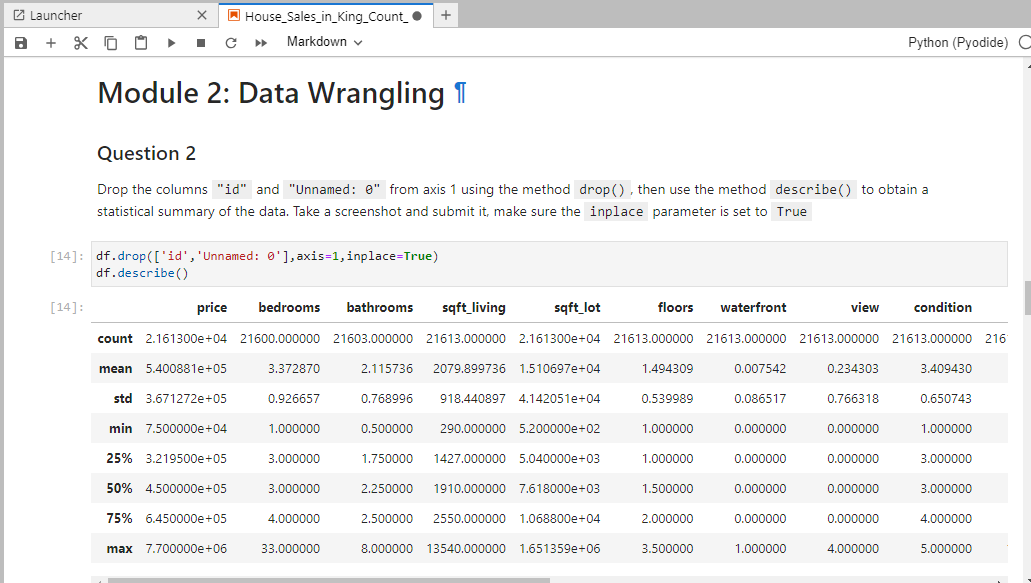 Launcher
House_Sales_in_King_Count_
Markdown
Python (Pyodide)
Module 2: Data Wrangling ¶
Question 2
Drop the columns "id" and "Unnamed: 0" from axis 1 using the method drop() , then use the method describe() to obtain a
statistical summary of the data. Take a screenshot and submit it, make sure the inplace parameter is set to True
[14]: df.drop(['id','Unnamed: 0'],axis=1,inplace=True)
df.describe()
[14]: price bedrooms bathrooms sqft_living sqft_lot floors waterfront view condition
count 2.161300e+04 21600.000000 21603.000000 21613.000000 2.161300e+04 21613.000000 21613.000000 21613.000000 21613.000000 216
mean 5.400881e+05 3.372870 2.115736 2079.899736 1.510697e+04 1.494309 0.007542 0.234303 3.409430
std 3.671272e+05 0.926657 0.768996 918.440897 4.142051e+04 0.539989 0.086517 0.766318 0.650743
min 7.500000e+04 1.000000 0.500000 290.000000 5.200000e+02 1.000000 0.000000 0.000000 1.000000
25% 3.219500e+05 3.000000 1.750000 1427.000000 5.040000e+03 1.000000 0.000000 0.000000 3.000000
50% 4.500000e+05 3.000000 2.250000 1910.000000 7.618000e+03 1.500000 0.000000 0.000000 3.000000
75% 6.450000e+05 4.000000 2.500000 2550.000000 1.068800e+04 2.000000 0.000000 0.000000 4.000000
max 7.700000e+06 33.000000 8.000000 13540.000000 1.651359e+06 3.500000 1.000000 4.000000 5.000000